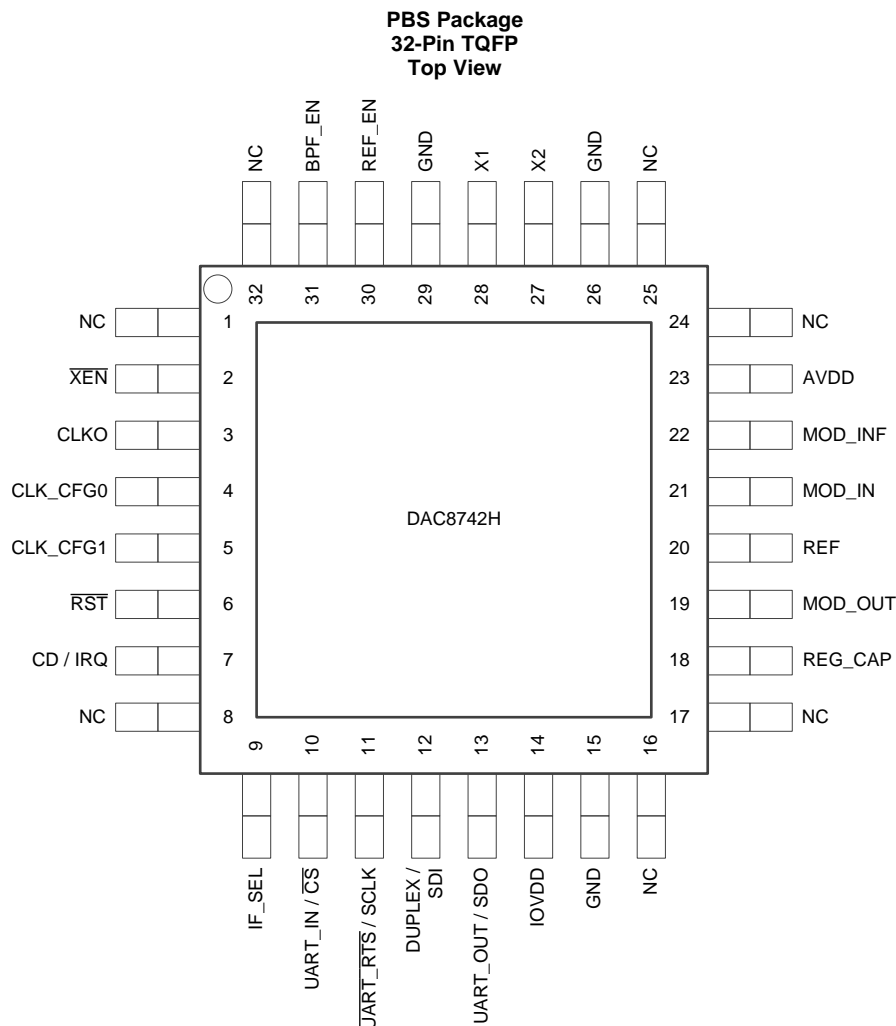 PBS Package
32-Pin TQFP
Top View
NC
BPF_EN
REF_EN
GND
X1
X2
GND
NC
32
31
30
29
28
27
26
25
NC 1
XEN 2
CLKO 3
CLK_CFG0 4
CLK_CFG1 5
RST 6
CD / IRQ 7
NC 8
DAC8742H
24 NC
23 AVDD
22 MOD_INF
21 MOD_IN
20 REF
19 MOD_OUT
18 REG_CAP
17 NC
9
10
11
12
13
14
15
16
IF_SEL
UART_IN / CS
UART_RTS / SCLK
DUPLEX /
SDI
UART_OUT / SDO
IOVDD
GND
NC